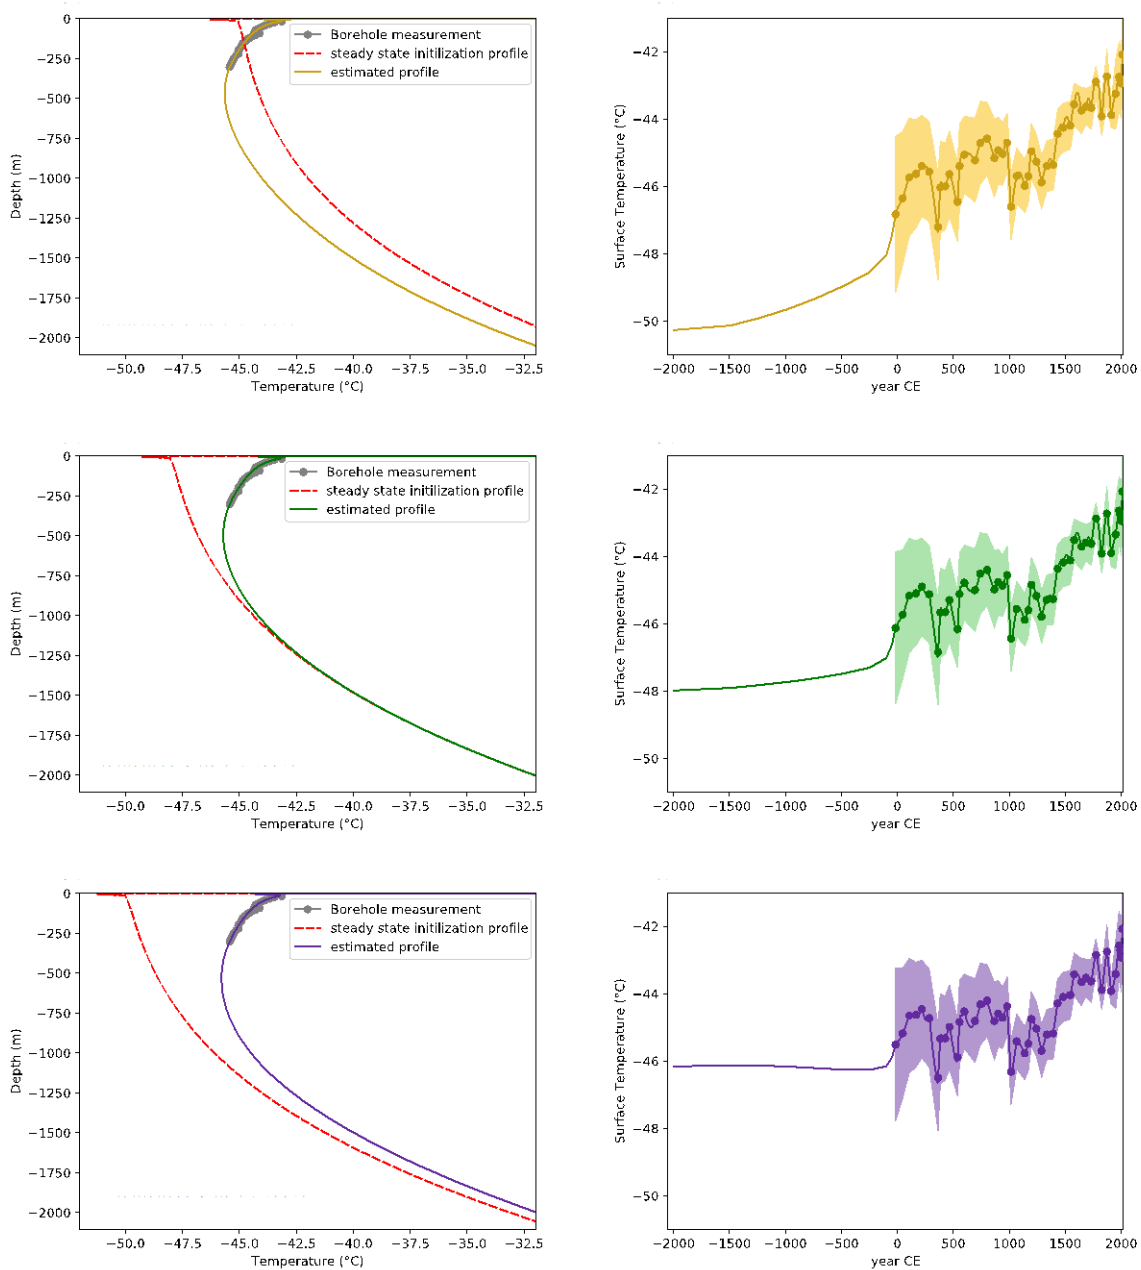 0
−250
−500
−750
−1000
−1250
−1500
−1750
−2000
Depth (m)
−50.0 −47.5 −45.0 −42.5 −40.0 −37.5 −35.0 −32.5
Temperature (°C)
Borehole measurement
steady state initilization profile
estimated profile
−42
−44
−46
−48
−50
Surface Temperature (°C)
−2000 −1500 −1000 −500 0 500 1000 1500 2000
year CE
0
−250
−500
−750
−1000
−1250
−1500
−1750
−2000
Depth (m)
−50.0 −47.5 −45.0 −42.5 −40.0 −37.5 −35.0 −32.5
Temperature (°C)
Borehole measurement
steady state initilization profile
estimated profile
−42
−44
−46
−48
−50
Surface Temperature (°C)
−2000 −1500 −1000 −500 0 500 1000 1500 2000
year CE
0
−250
−500
−750
−1000
−1250
−1500
−1750
−2000
Depth (m)
−50.0 −47.5 −45.0 −42.5 −40.0 −37.5 −35.0 −32.5
Temperature (°C)
Borehole measurement
steady state initilization profile
estimated profile
−42
−44
−46
−48
−50
Surface Temperature (°C)
−2000 −1500 −1000 −500 0 500 1000 1500 2000
year CE